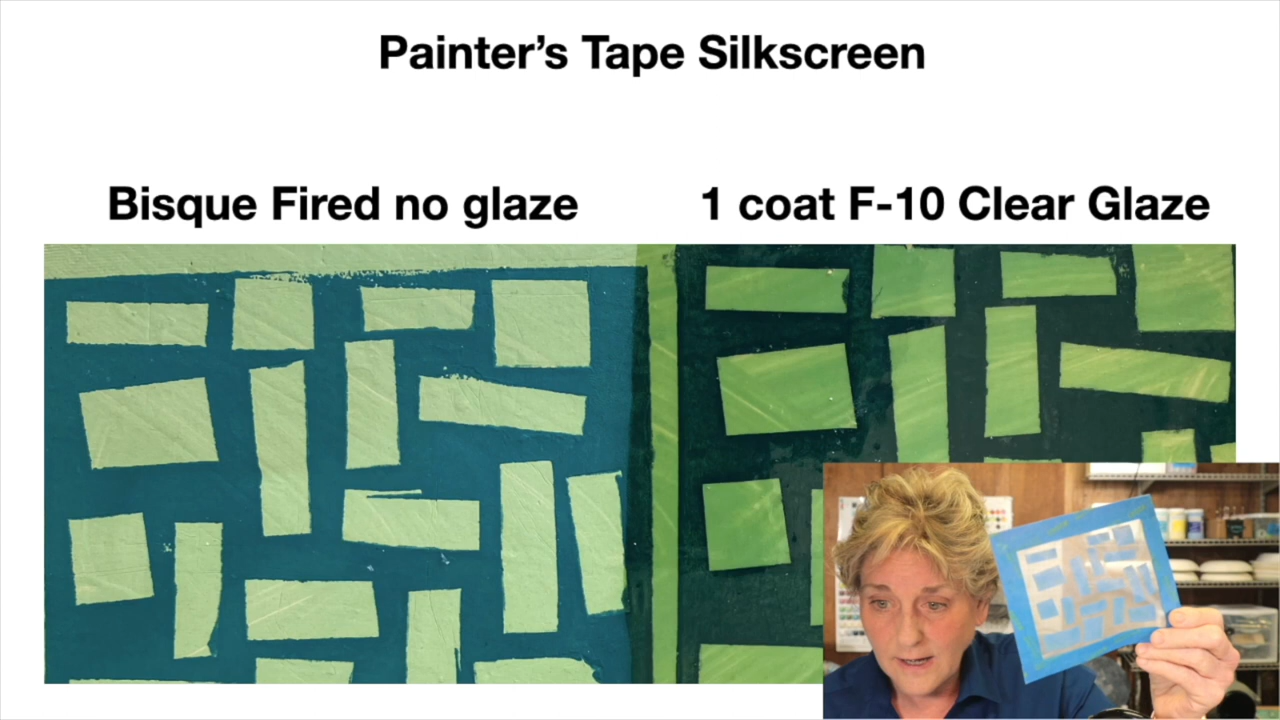 Painter’s Tape Silkscreen
Bisque Fired no glaze
1 coat F-10 Clear Glaze